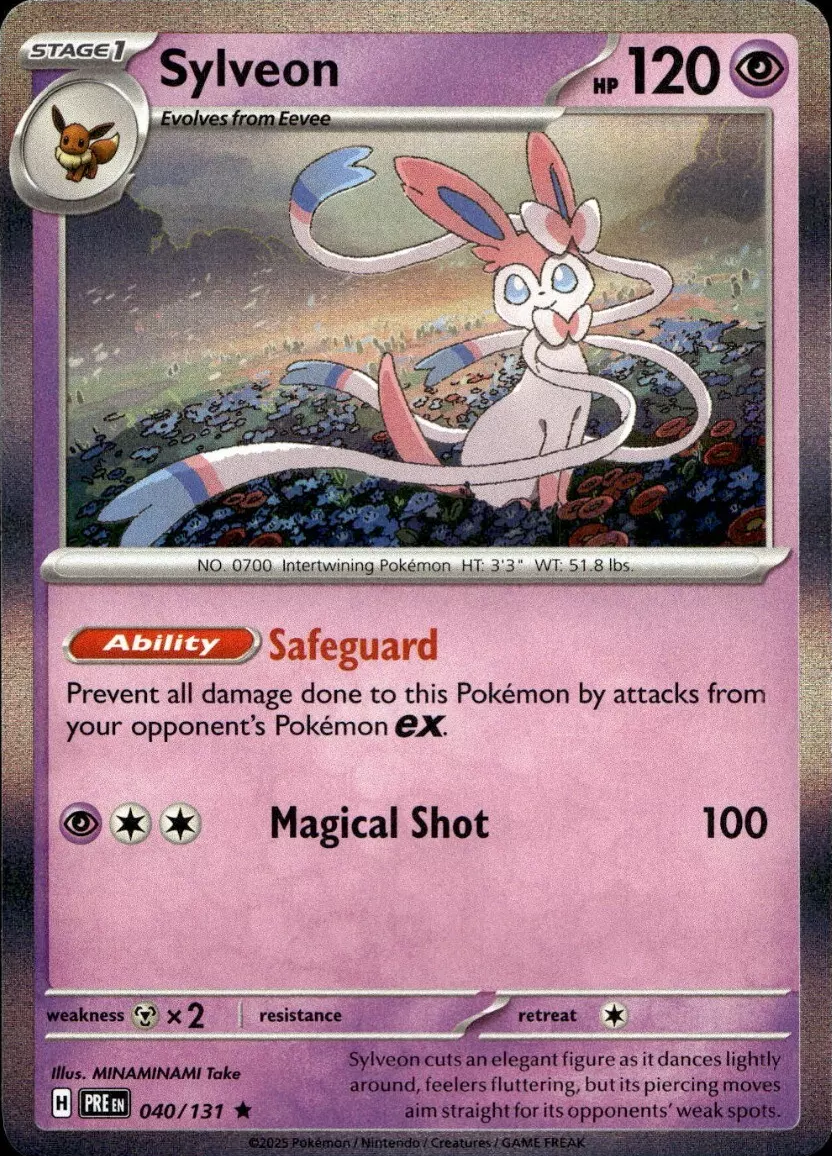 STAGE 1
Sylveon
HP 120
Evolves from Eevee
NO. 0700 Intertwining Pokémon HT: 3'3" WT: 51.8 lbs.
Ability Safeguard
Prevent all damage done to this Pokémon by attacks from
your opponent's Pokémon ex.
Magical Shot 100
weakness ×2 resistance retreat
Illus. MINAMINAMI Take
Sylveon cuts an elegant figure as it dances lightly
around, feelers fluttering, but its piercing moves
aim straight for its opponents' weak spots.
H PRE EN 040/131 ★
©2025 Pokémon / Nintendo / Creatures / GAME FREAK